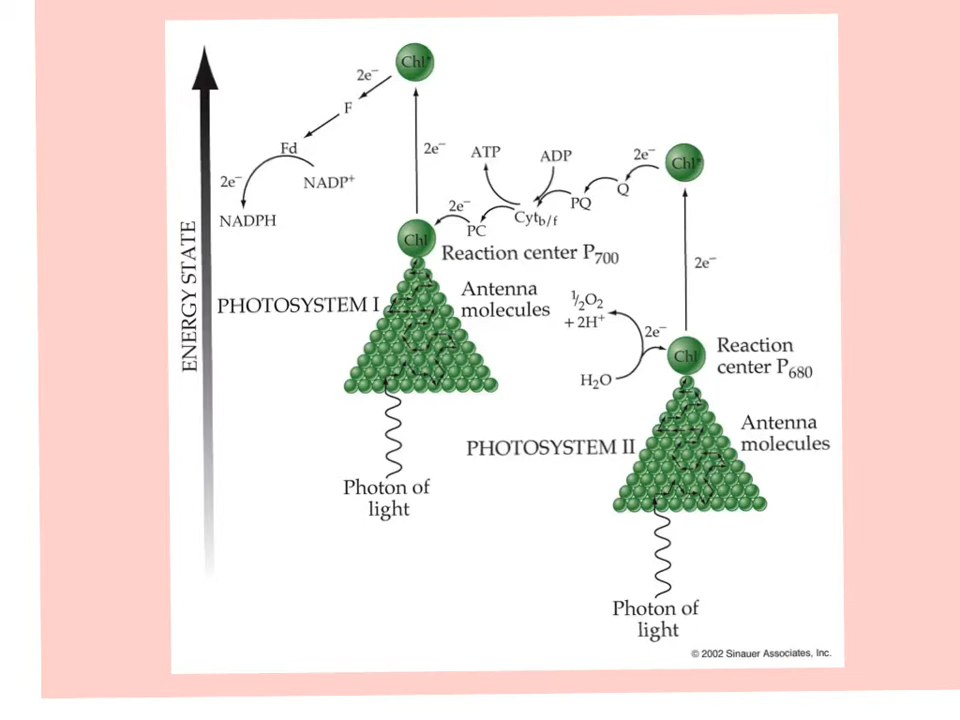 ENERGY STATE
Chl*
2e⁻
F
Fd
2e⁻
NADP⁺
2e⁻
NADPH
ATP
ADP
2e⁻
Chl*
Q
PQ
Cyt b/f
2e⁻
PC
Chl
Reaction center P700
2e⁻
PHOTOSYSTEM I
Antenna
molecules
½O2
+ 2H⁺
2e⁻
H2O
Chl
Reaction
center P680
PHOTOSYSTEM II
Antenna
molecules
Photon of
light
Photon of
light
© 2002 Sinauer Associates, Inc.